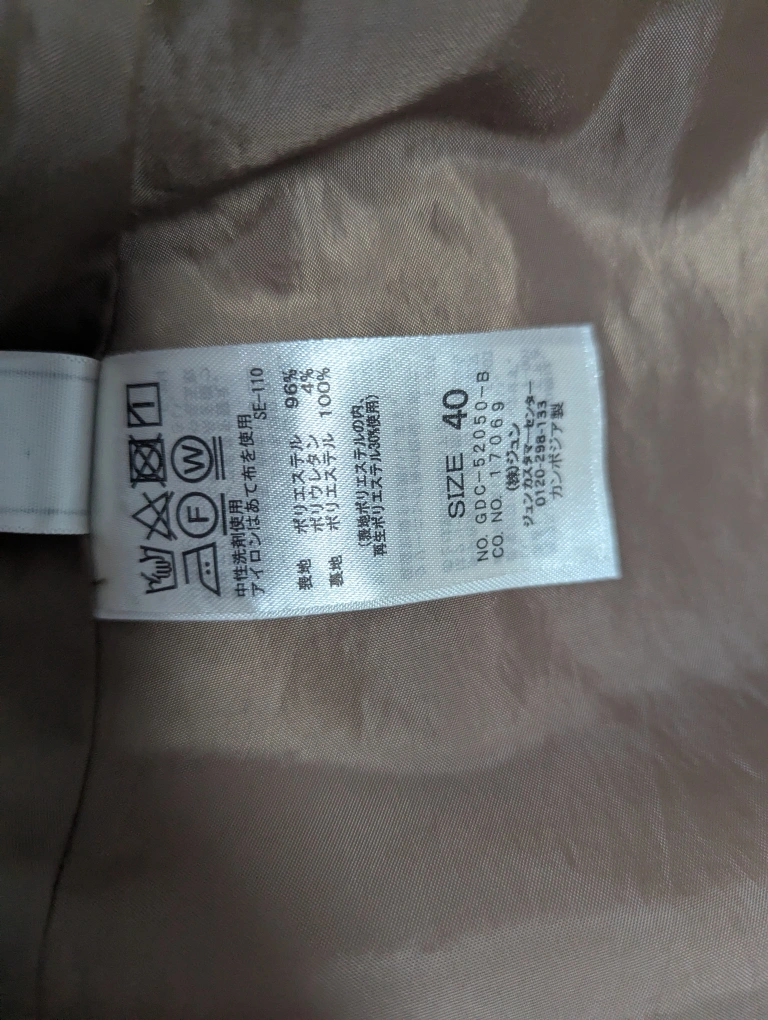 SE-110
中性洗剤使用
アイロンはあて布を使用
表地 ポリエステル 96%
ポリウレタン 4%
裏地 ポリエステル 100%
(表地ポリエステルの内、
再生ポリエステル30%使用)
SIZE 40
NO. GDC-52050-B
CO. NO. 17069
(株)ジュン
ジュンカスタマーセンター
0120-298-133
カンボジア製